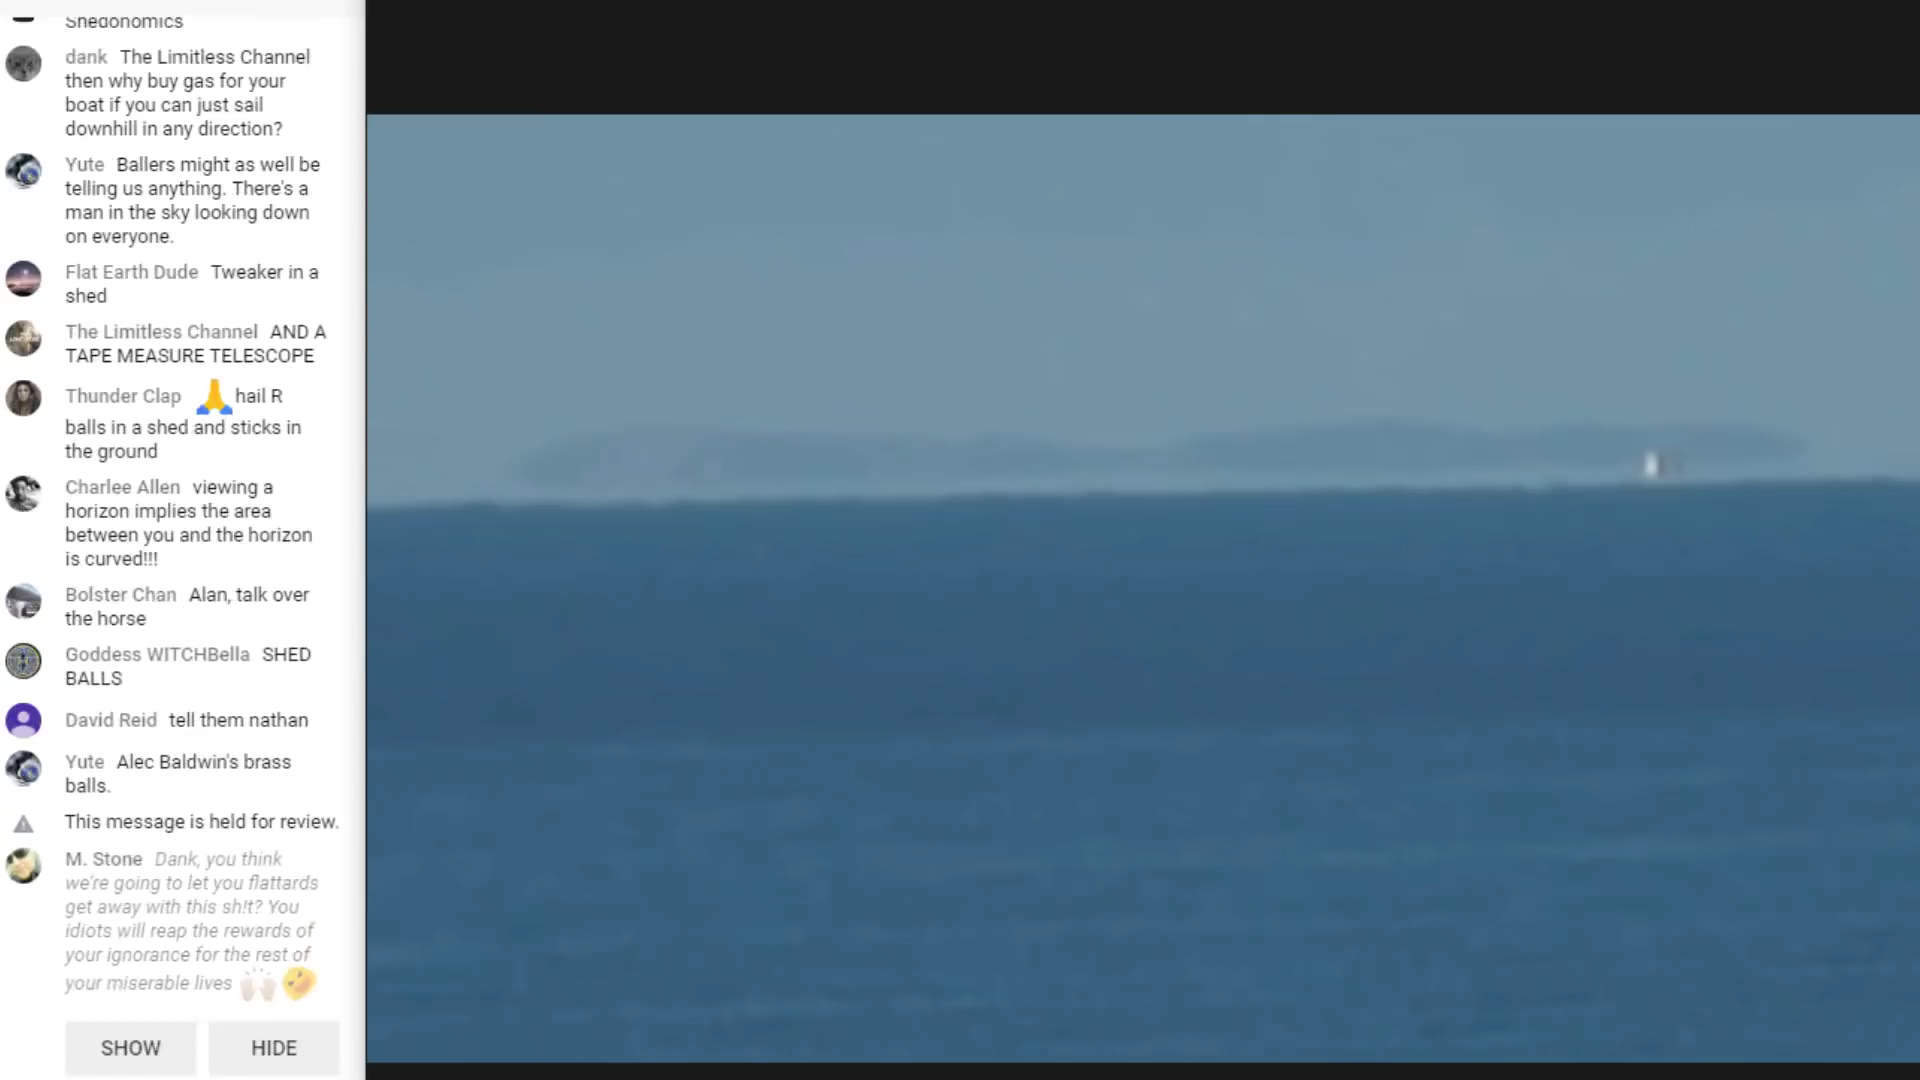 Shedonomics
dank The Limitless Channel
then why buy gas for your
boat if you can just sail
downhill in any direction?
Yute Ballers might as well be
telling us anything. There's a
man in the sky looking down
on everyone.
Flat Earth Dude Tweaker in a
shed
The Limitless Channel AND A
TAPE MEASURE TELESCOPE
Thunder Clap 🙏 hail R
balls in a shed and sticks in
the ground
Charlee Allen viewing a
horizon implies the area
between you and the horizon
is curved!!!
Bolster Chan Alan, talk over
the horse
Goddess WITCHBella SHED
BALLS
David Reid tell them nathan
Yute Alec Baldwin's brass
balls.
This message is held for review.
M. Stone Dank, you think
we're going to let you flattards
get away with this sh!t? You
idiots will reap the rewards of
your ignorance for the rest of
your miserable lives 🙌🤣
SHOW HIDE